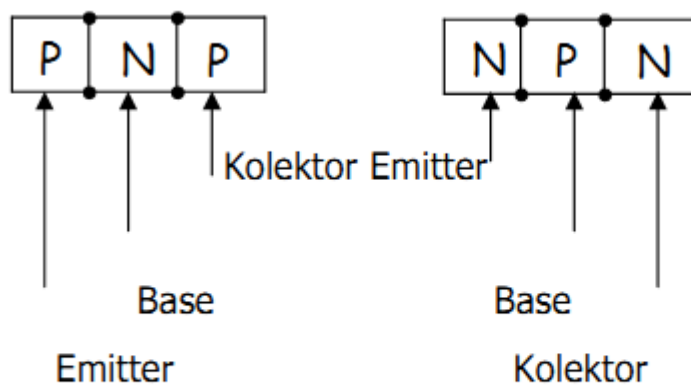 P N P N P N
Kolektor Emitter
Base Base
Emitter Kolektor